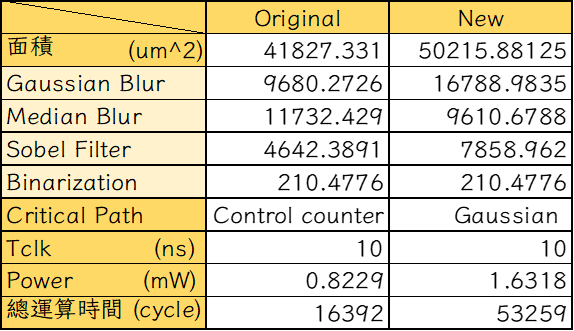 Original New
面積 (um^2) 41827.331 50215.88125
Gaussian Blur 9680.2726 16788.9835
Median Blur 11732.429 9610.6788
Sobel Filter 4642.3891 7858.962
Binarization 210.4776 210.4776
Critical Path Control counter Gaussian
Tclk (ns) 10 10
Power (mW) 0.8229 1.6318
總運算時間 (cycle) 16392 53259